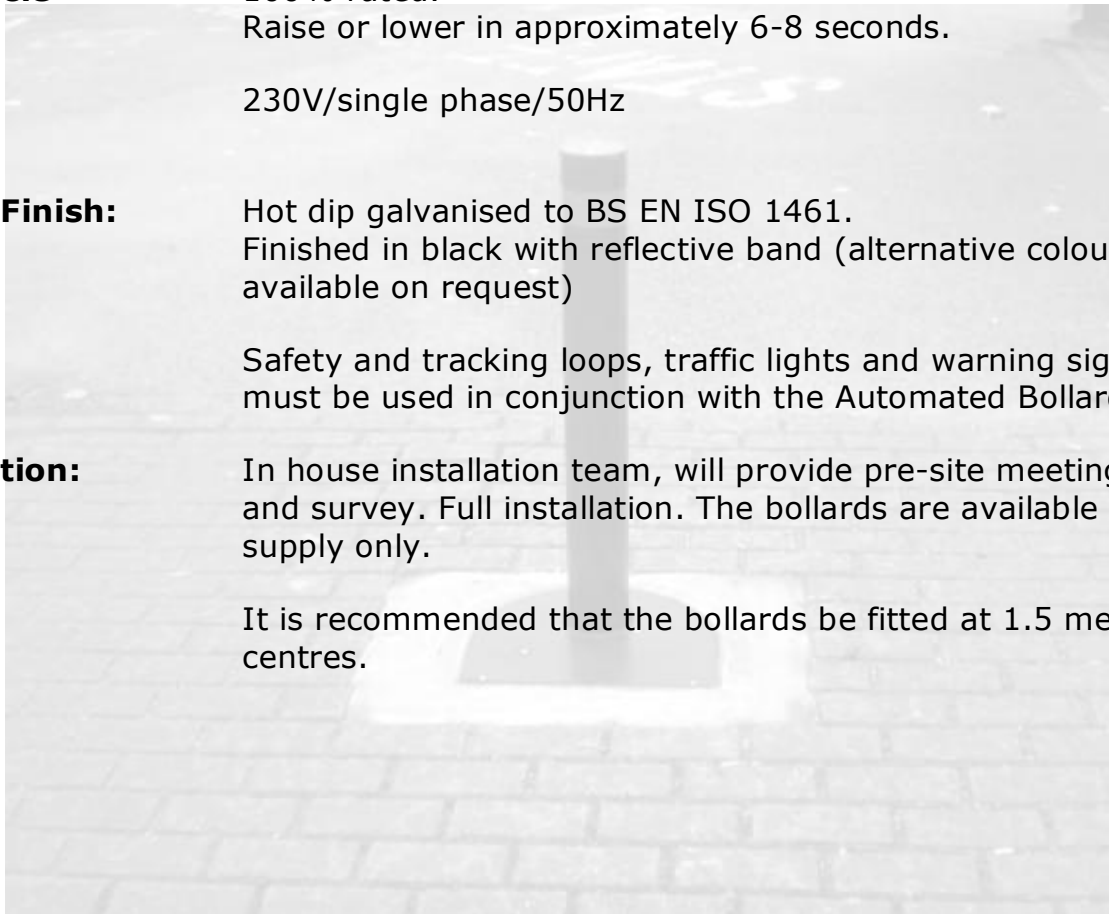 Raise or lower in approximately 6-8 seconds.
230V/single phase/50Hz
Finish: Hot dip galvanised to BS EN ISO 1461.
Finished in black with reflective band (alternative colou
available on request)
Safety and tracking loops, traffic lights and warning sig
must be used in conjunction with the Automated Bollar
tion: In house installation team, will provide pre-site meeting
and survey. Full installation. The bollards are available
supply only.
It is recommended that the bollards be fitted at 1.5 me
centres.